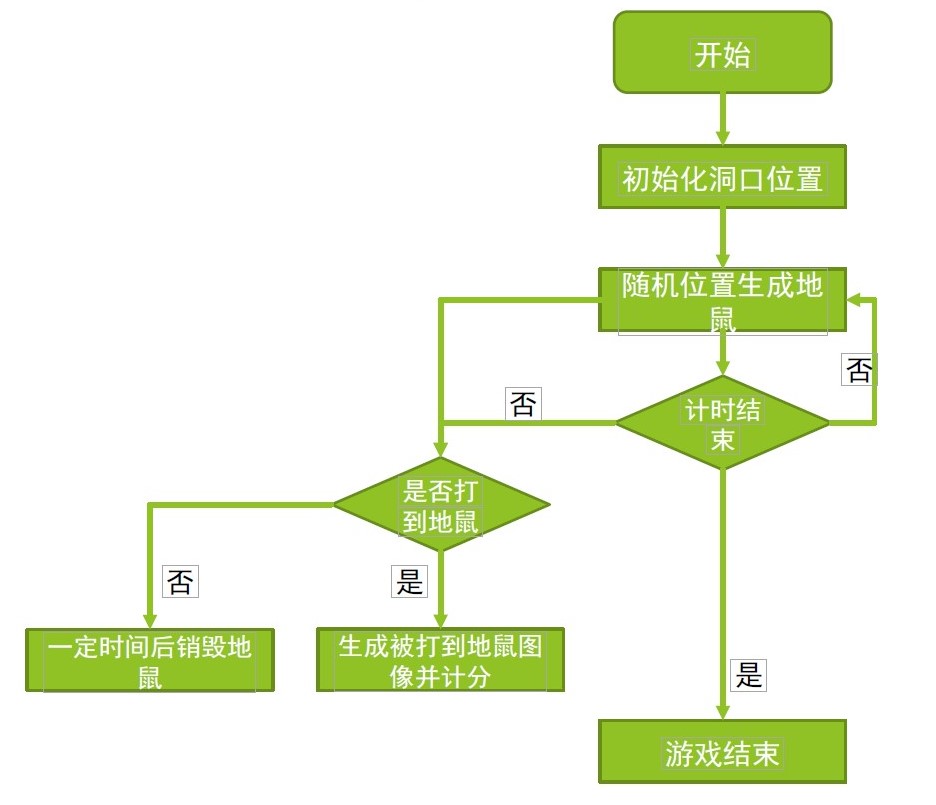 开始
初始化洞口位置
随机位置生成地
鼠
否
否
计时结
束
是否打
到地鼠
否
是
一定时间后销毁地
鼠
生成被打到地鼠图
像并计分
是
游戏结束